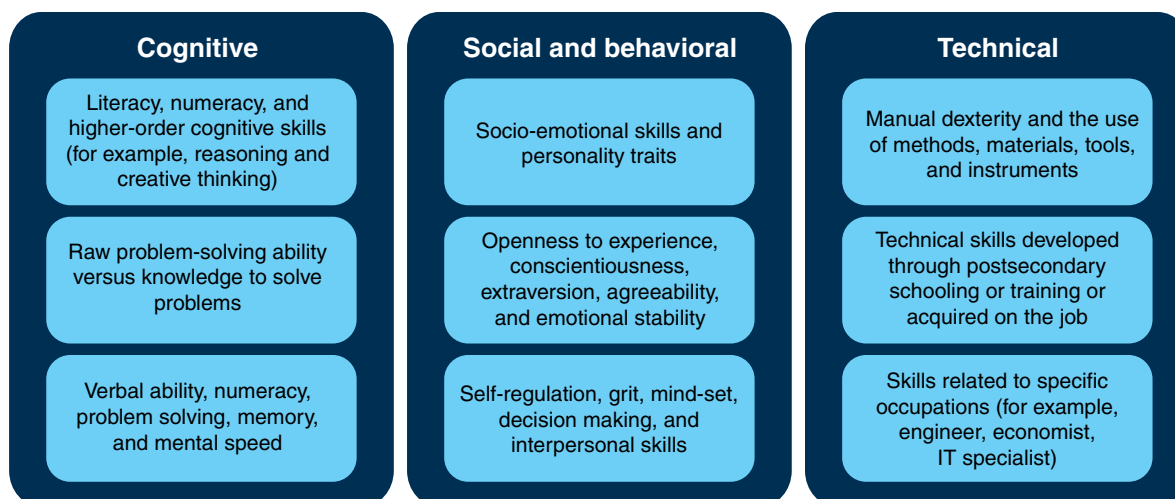 Cognitive
Literacy, numeracy, and
higher-order cognitive skills
(for example, reasoning and
creative thinking)
Raw problem-solving ability
versus knowledge to solve
problems
Verbal ability, numeracy,
problem solving, memory,
and mental speed
Social and behavioral
Socio-emotional skills and
personality traits
Openness to experience,
conscientiousness,
extraversion, agreeability,
and emotional stability
Self-regulation, grit, mind-set,
decision making, and
interpersonal skills
Technical
Manual dexterity and the use
of methods, materials, tools,
and instruments
Technical skills developed
through postsecondary
schooling or training or
acquired on the job
Skills related to specific
occupations (for example,
engineer, economist,
IT specialist)